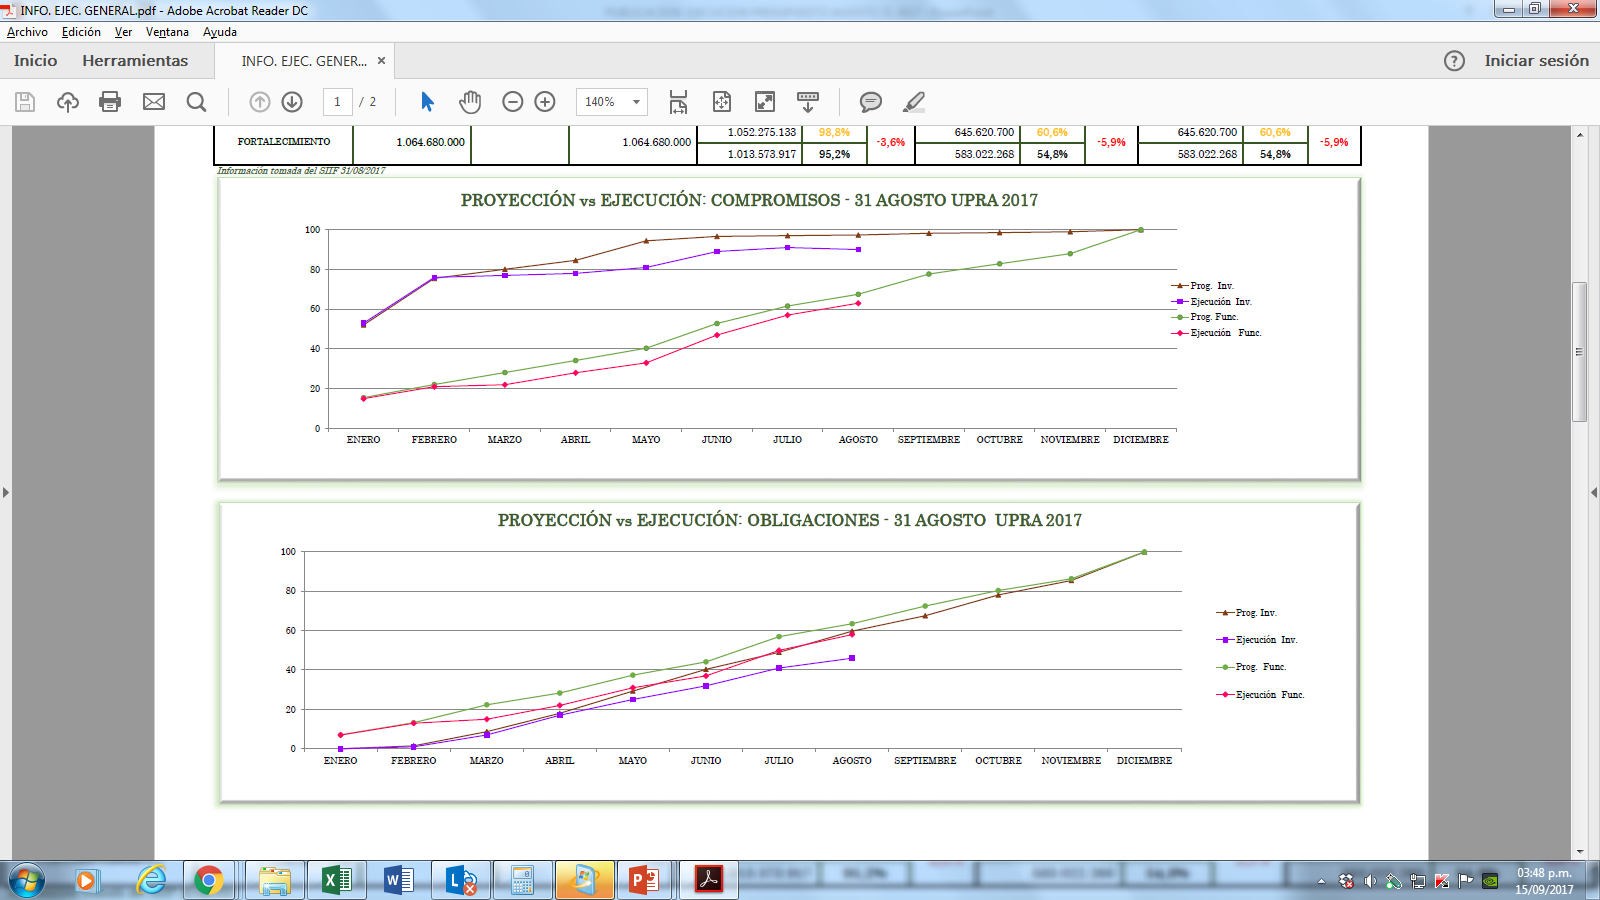 INFO. EJEC. GENERAL.pdf - Adobe Acrobat Reader DC
Archivo Edición Ver Ventana Ayuda
Inicio Herramientas INFO. EJEC. GENER... × ? Iniciar sesión
1 / 2 140%
FORTALECIMIENTO 1.064.680.000 1.064.680.000 1.052.275.133 98,8% -3,6% 645.620.700 60,6% -5,9% 645.620.700 60,6% -5,9%
1.013.573.917 95,2% 583.022.268 54,8% 583.022.268 54,8%
Información tomada del SIIF 31/08/2017
PROYECCIÓN vs EJECUCIÓN: COMPROMISOS - 31 AGOSTO UPRA 2017
100
80
60
40
20
0
ENERO FEBRERO MARZO ABRIL MAYO JUNIO JULIO AGOSTO SEPTIEMBRE OCTUBRE NOVIEMBRE DICIEMBRE
Prog. Inv.
Ejecución Inv.
Prog. Func.
Ejecución Func.
PROYECCIÓN vs EJECUCIÓN: OBLIGACIONES - 31 AGOSTO UPRA 2017
100
80
60
40
20
0
ENERO FEBRERO MARZO ABRIL MAYO JUNIO JULIO AGOSTO SEPTIEMBRE OCTUBRE NOVIEMBRE DICIEMBRE
Prog. Inv.
Ejecución Inv.
Prog. Func.
Ejecución Func.
03:48 p.m.
15/09/2017